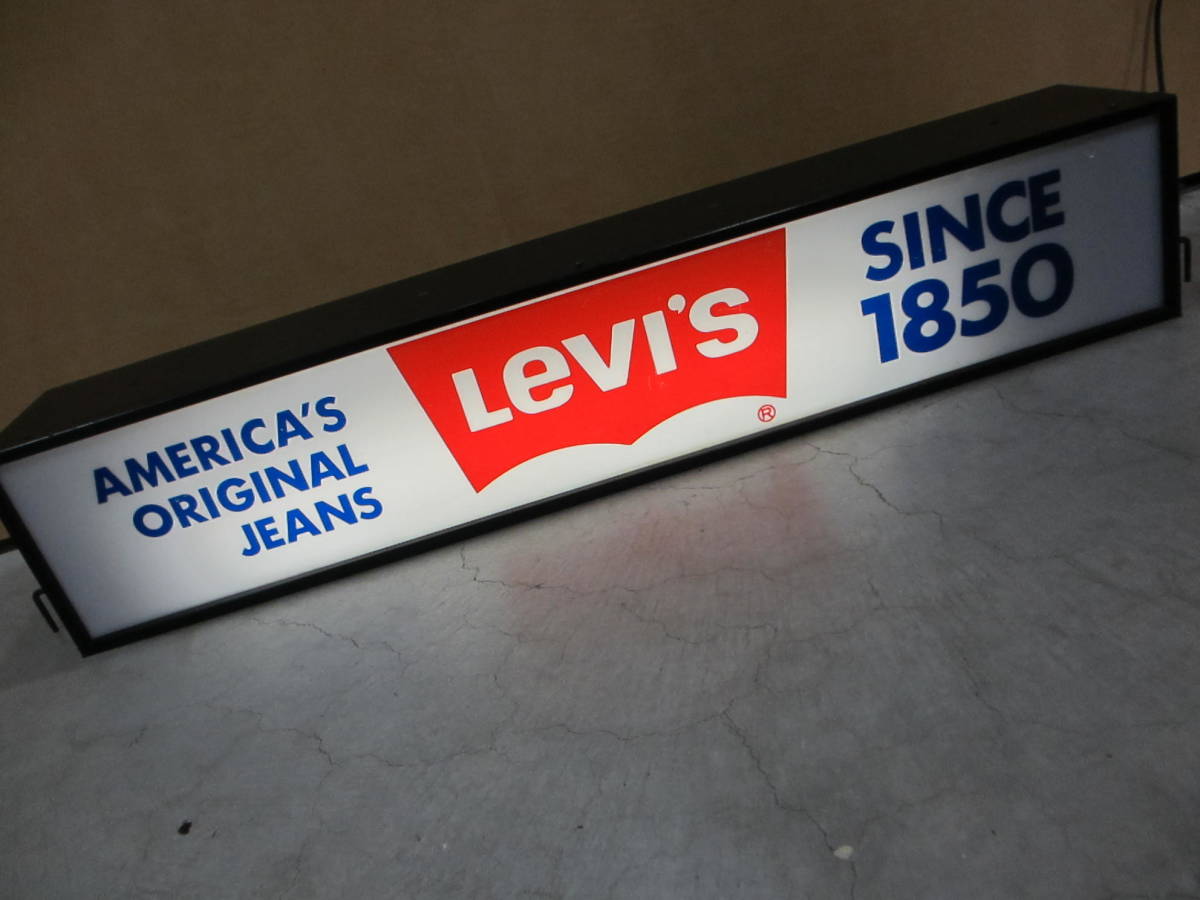 AMERICA'S
ORIGINAL
JEANS
Levi's
®
SINCE
1850